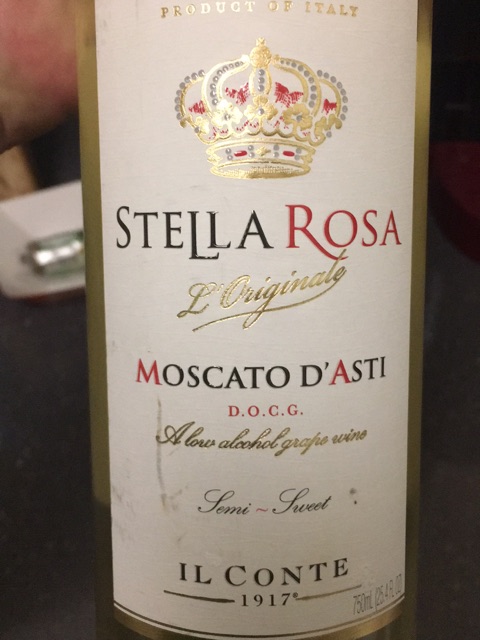 PRODUCT OF ITALY
STELLA ROSA
L'Originale
MOSCATO D'ASTI
D.O.C.G.
A low alcohol grape wine
Semi ~ Sweet
IL CONTE
1917®
750mL (25.4 FL OZ